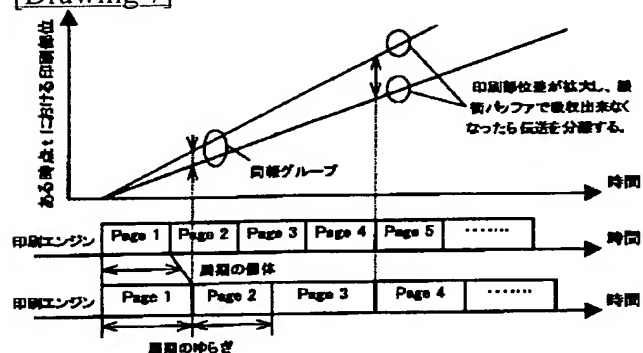 [Drawing 7]
ある時点tにおける印刷部位
印刷部位差が拡大し、緩
衝バッファで吸収出来なく
なったら伝送を分離する。
同報グループ
時間
印刷エンジン Page 1 Page 2 Page 3 Page 4 Page 5 ........ 時間
周期の個体
印刷エンジン Page 1 Page 2 Page 3 Page 4 ........ 時間
周期のゆらぎ